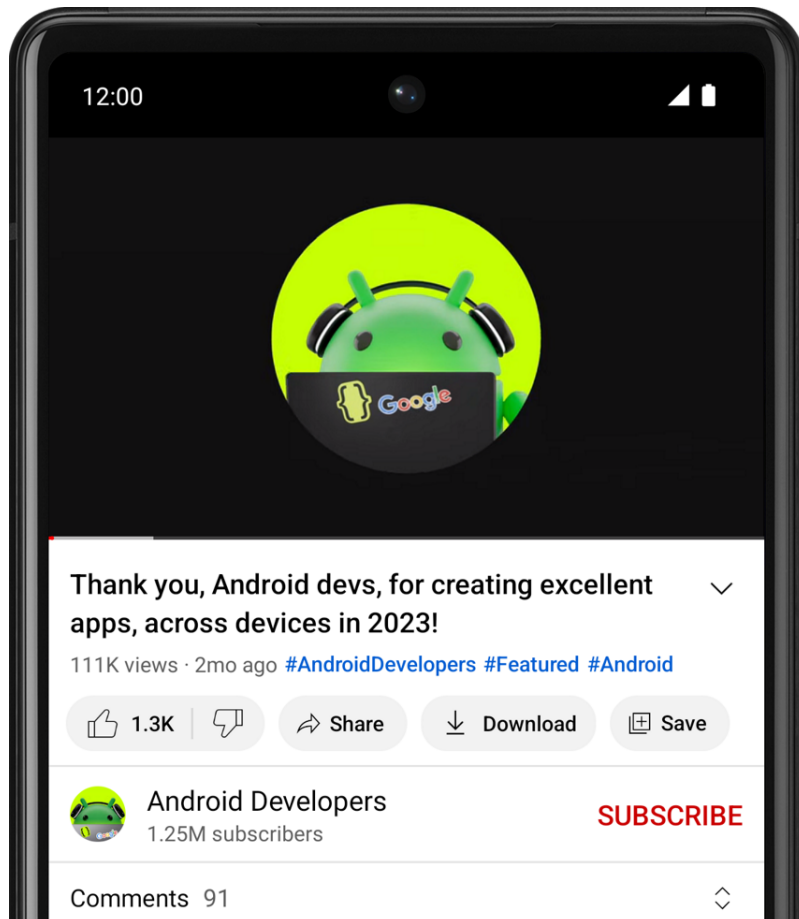 12:00
{} Google
Thank you, Android devs, for creating excellent
apps, across devices in 2023!
111K views · 2mo ago #AndroidDevelopers #Featured #Android
1.3K Share Download Save
Android Developers
1.25M subscribers
SUBSCRIBE
Comments 91